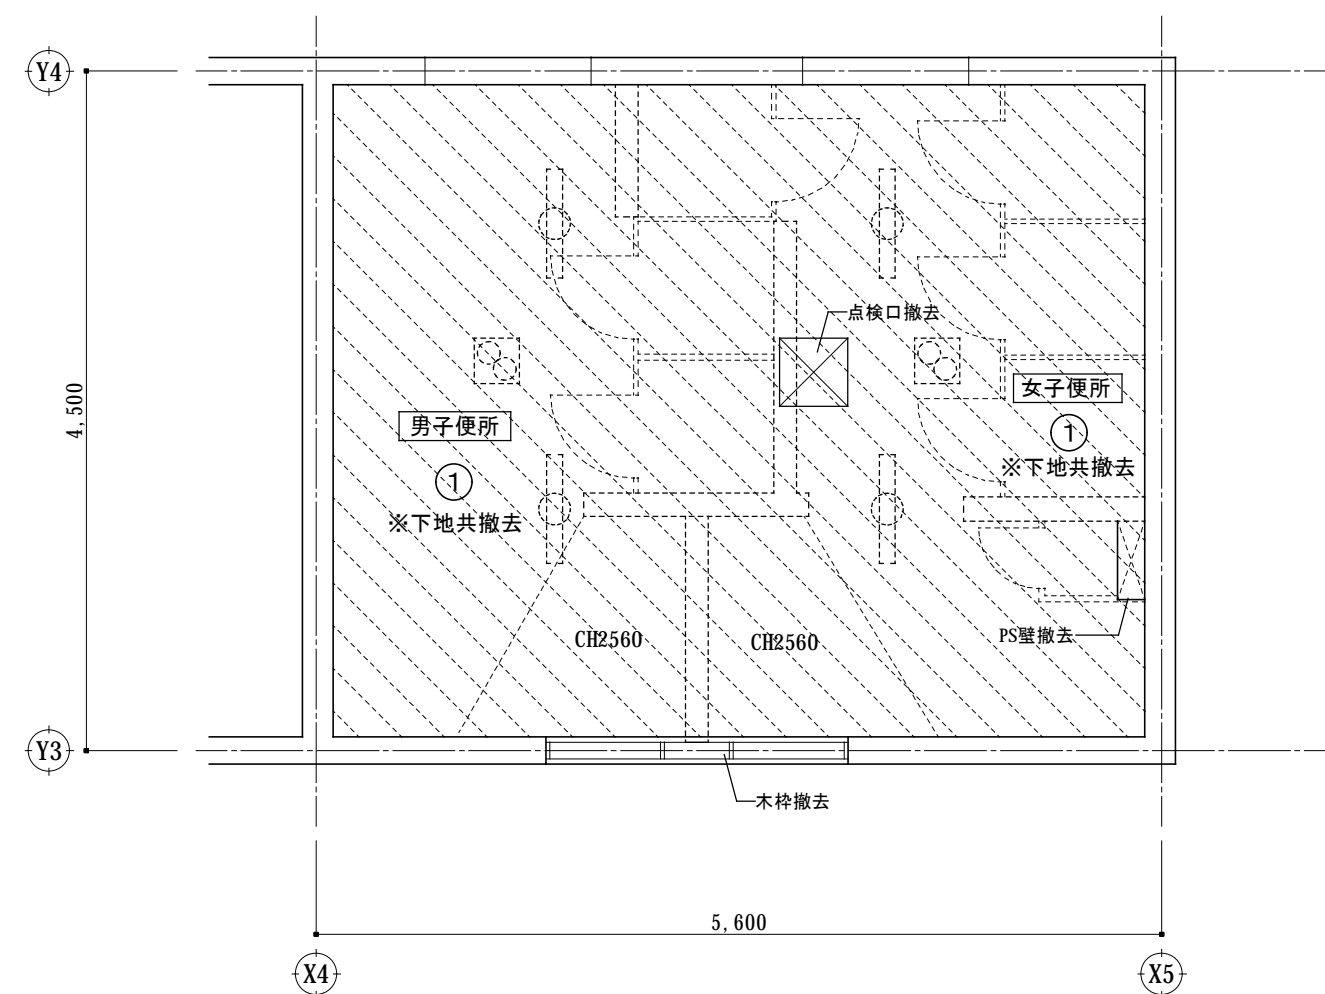 Y4
点検口撤去
女子便所
①
※下地共撤去
4,500
男子便所
①
※下地共撤去
CH2560
CH2560
PS壁撤去
Y3
木枠撤去
5,600
X4
X5